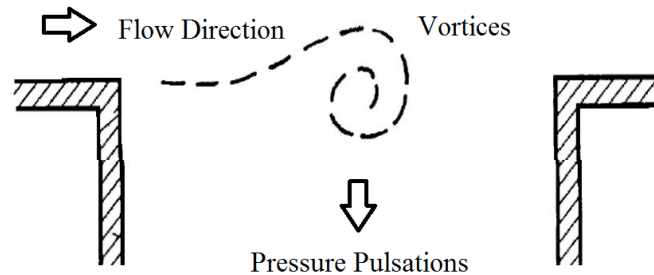 Flow Direction
Vortices
Pressure Pulsations